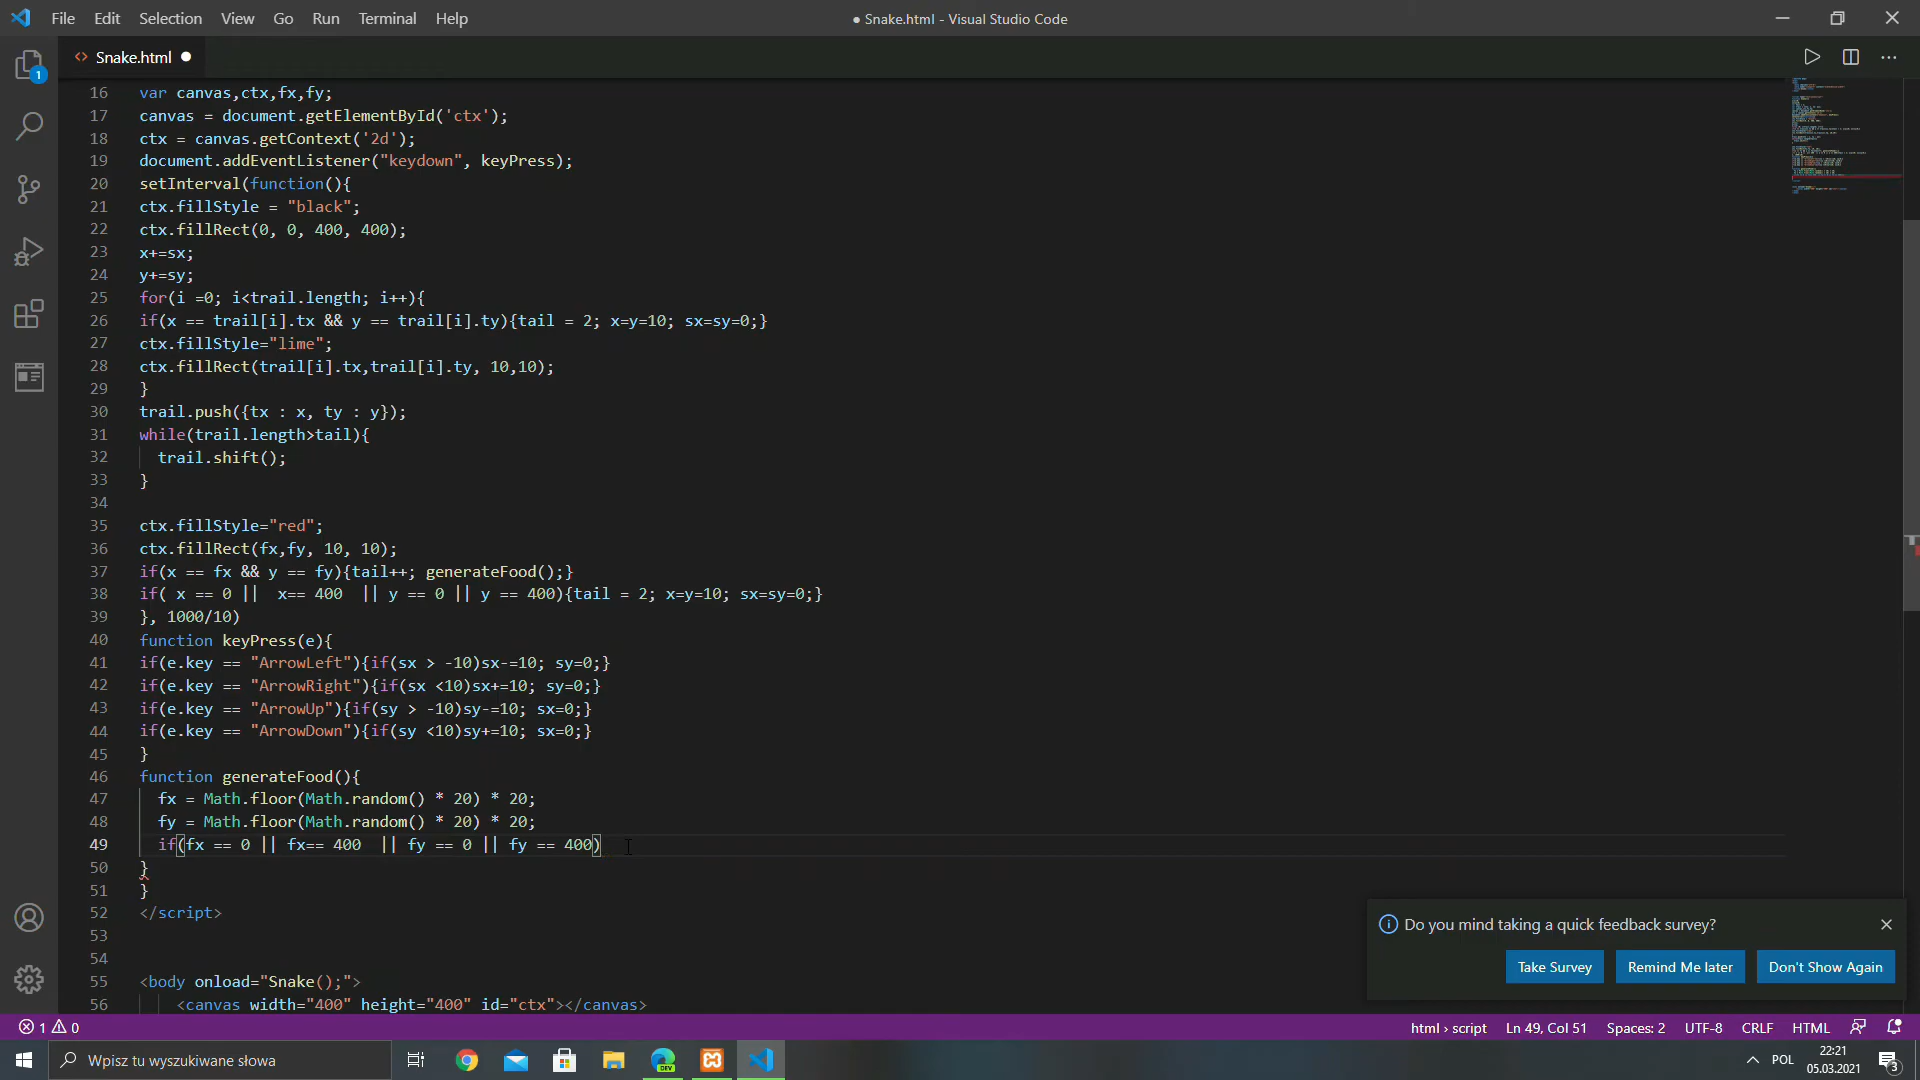 File Edit Selection View Go Run Terminal Help
● Snake.html - Visual Studio Code
1
<> Snake.html ●
16 var canvas,ctx,fx,fy;
17 canvas = document.getElementById('ctx');
18 ctx = canvas.getContext('2d');
19 document.addEventListener("keydown", keyPress);
20 setInterval(function(){
21 ctx.fillStyle = "black";
22 ctx.fillRect(0, 0, 400, 400);
23 x+=sx;
24 y+=sy;
25 for(i =0; i<trail.length; i++){
26 if(x == trail[i].tx && y == trail[i].ty){tail = 2; x=y=10; sx=sy=0;}
27 ctx.fillStyle="lime";
28 ctx.fillRect(trail[i].tx,trail[i].ty, 10,10);
29 }
30 trail.push({tx : x, ty : y});
31 while(trail.length>tail){
32 trail.shift();
33 }
34
35 ctx.fillStyle="red";
36 ctx.fillRect(fx,fy, 10, 10);
37 if(x == fx && y == fy){tail++; generateFood();}
38 if( x == 0 ||  x== 400  || y == 0 || y == 400){tail = 2; x=y=10; sx=sy=0;}
39 }, 1000/10)
40 function keyPress(e){
41 if(e.key == "ArrowLeft"){if(sx > -10)sx-=10; sy=0;}
42 if(e.key == "ArrowRight"){if(sx <10)sx+=10; sy=0;}
43 if(e.key == "ArrowUp"){if(sy > -10)sy-=10; sx=0;}
44 if(e.key == "ArrowDown"){if(sy <10)sy+=10; sx=0;}
45 }
46 function generateFood(){
47 fx = Math.floor(Math.random() * 20) * 20;
48 fy = Math.floor(Math.random() * 20) * 20;
49 if(fx == 0 || fx== 400  || fy == 0 || fy == 400)
50 }
51 }
52 </script>
53
54
55 <body onload="Snake();">
56 <canvas width="400" height="400" id="ctx"></canvas>
Do you mind taking a quick feedback survey?
Take Survey
Remind Me later
Don't Show Again
1 0
html › script
Ln 49, Col 51
Spaces: 2
UTF-8
CRLF
HTML
Wpisz tu wyszukiwane słowa
DEV
POL
22:21
05.03.2021
3